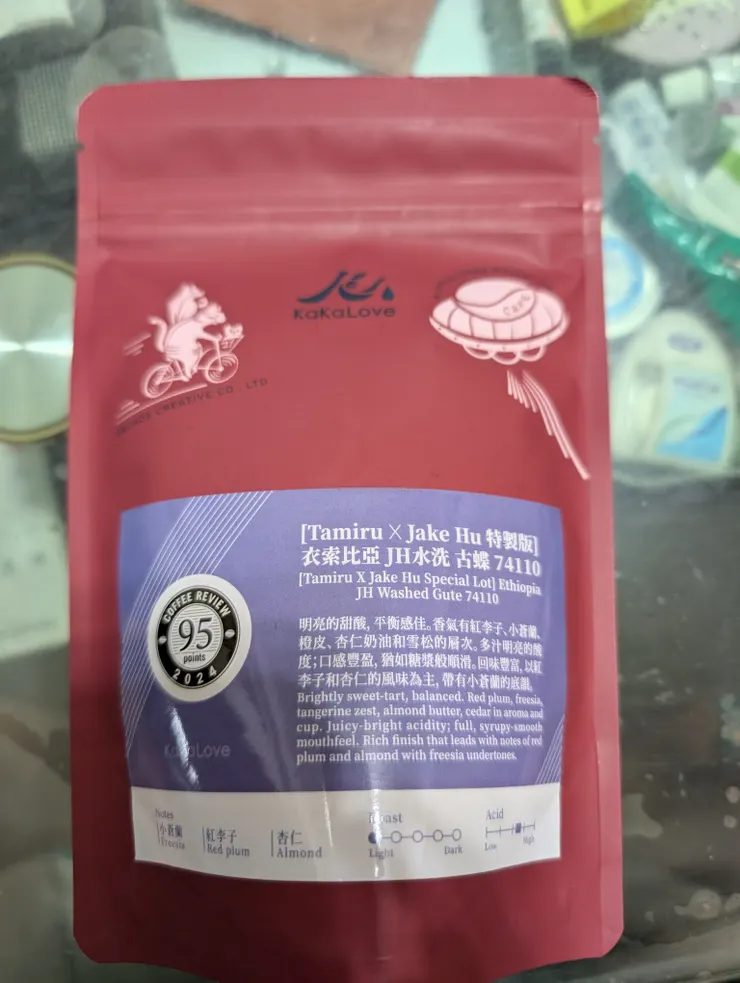 KaKaLove
Cafe
CREATIVE CO., LTD
[Tamiru X Jake Hu 特製版]
衣索比亞 JH水洗 古蝶 74110
[Tamiru X Jake Hu Special Lot] Ethiopia
JH Washed Gute 74110
COFFEE REVIEW
95
points
2024
明亮的甜酸, 平衡感佳。香氣有紅李子、小蒼蘭、
橙皮、杏仁奶油和雪松的層次。多汁明亮的酸
度；口感豐盈, 猶如糖漿般順滑。回味豐富, 以紅
李子和杏仁的風味為主, 帶有小蒼蘭的底韻。
Brightly sweet-tart, balanced. Red plum, freesia,
tangerine zest, almond butter, cedar in aroma and
cup. Juicy-bright acidity; full, syrupy-smooth
mouthfeel. Rich finish that leads with notes of red
plum and almond with freesia undertones.
KaKaLove
Notes
小蒼蘭
Freesia
紅李子
Red plum
杏仁
Almond
Roast
Light
Dark
Acid
Low
High